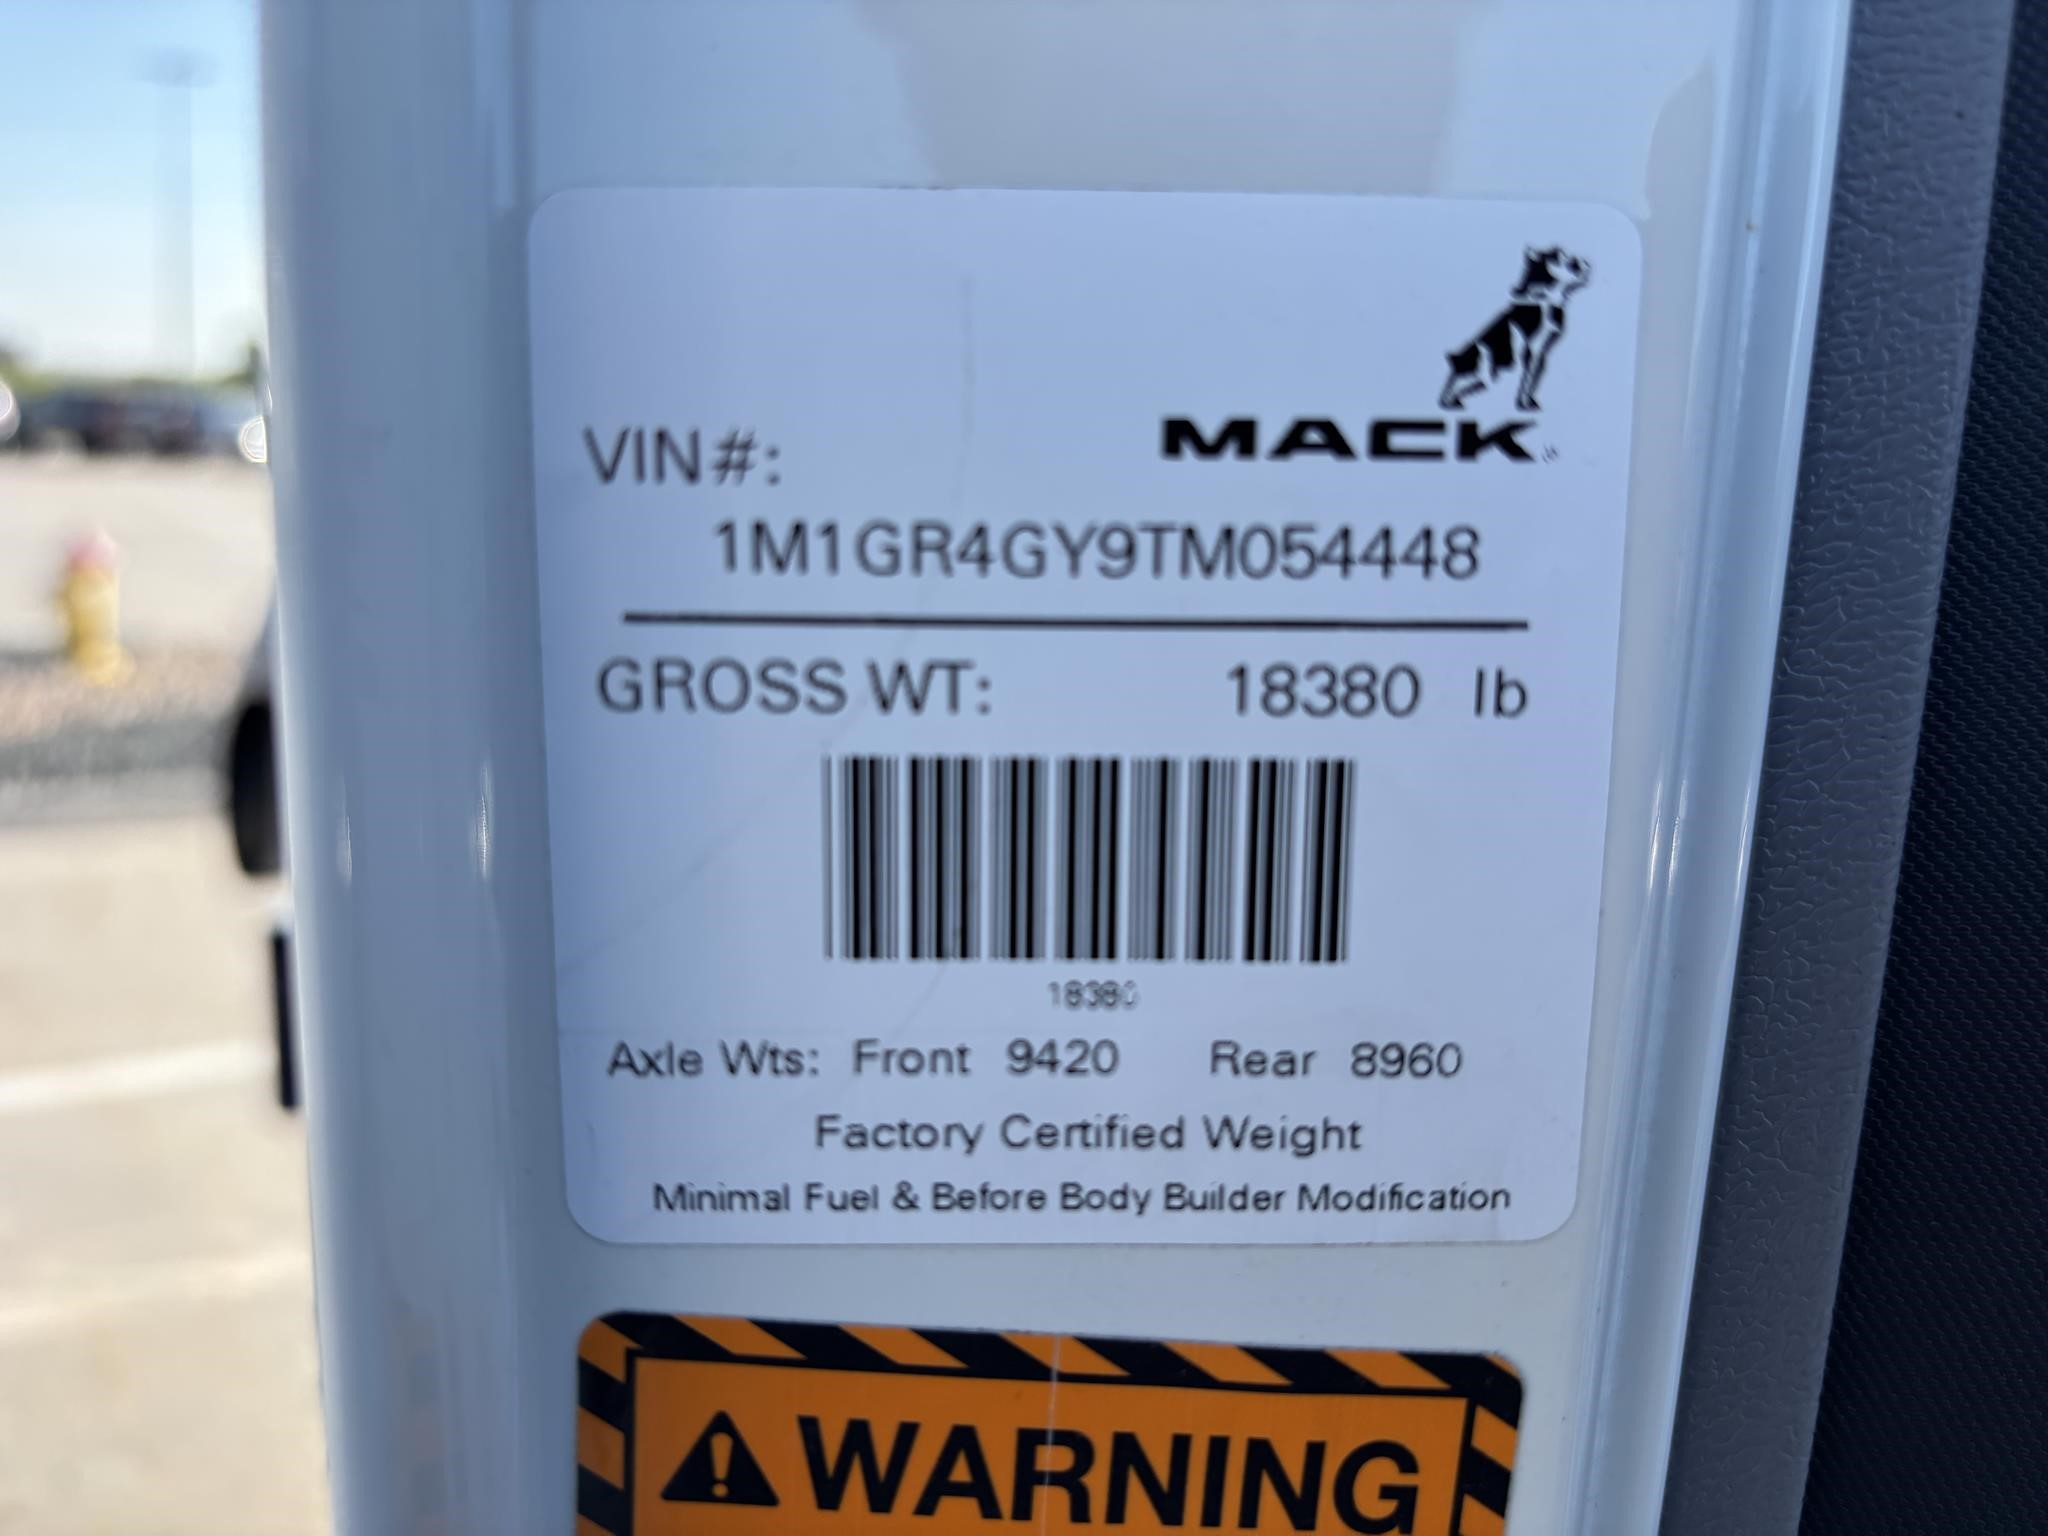 MACK
VIN#:
1M1GR4GY9TM054448
GROSS WT: 18380 lb
18380
Axle Wts: Front 9420 Rear 8960
Factory Certified Weight
Minimal Fuel & Before Body Builder Modification
WARNING